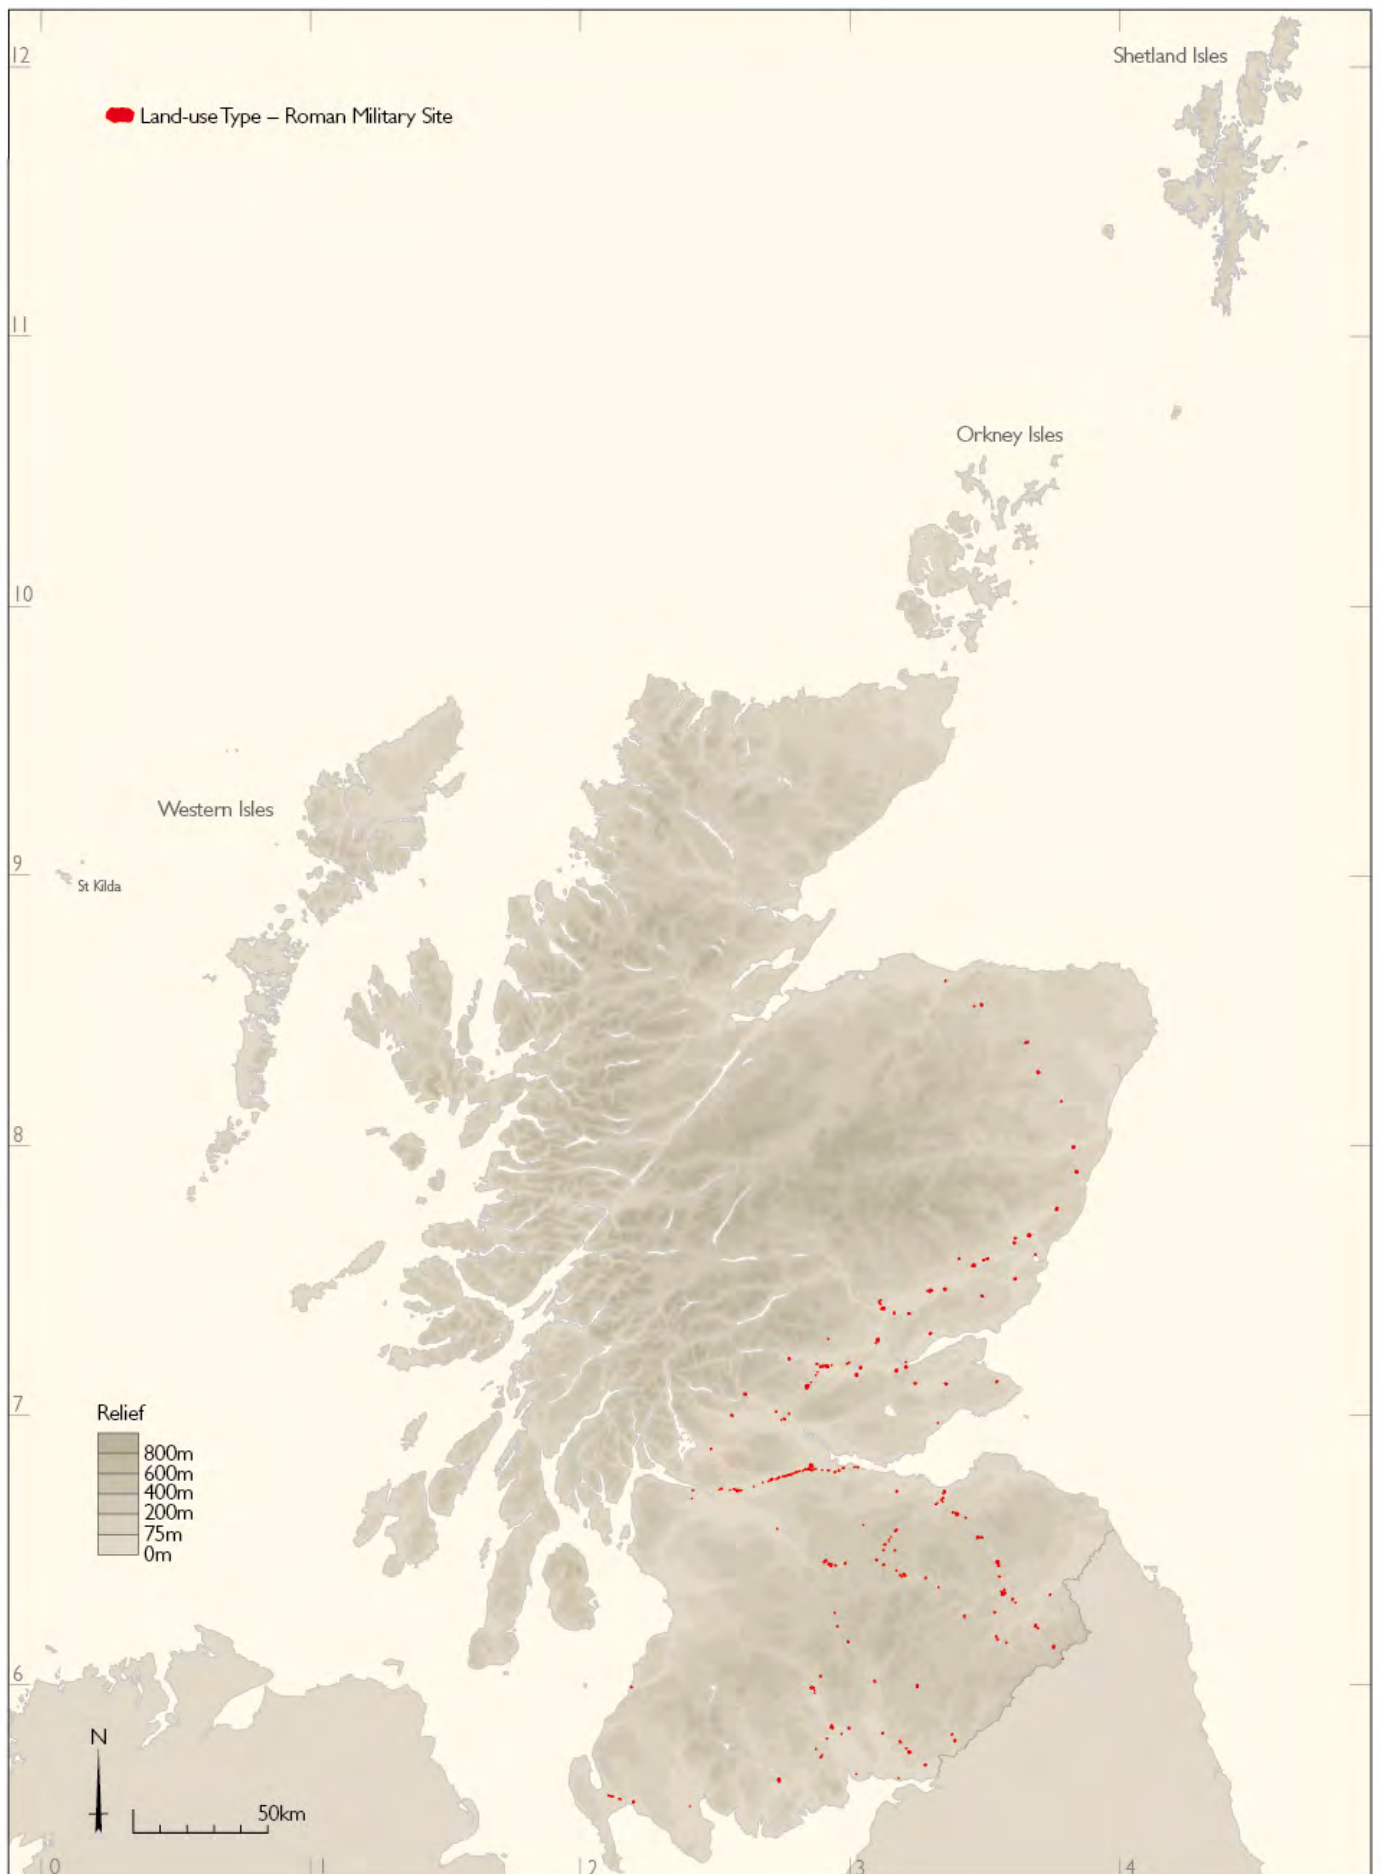 12
Shetland Isles
Land-use Type – Roman Military Site
11
Orkney Isles
10
Western Isles
9
St Kilda
8
7
Relief
800m
600m
400m
200m
75m
0m
6
N
50km
0
1
2
3
4